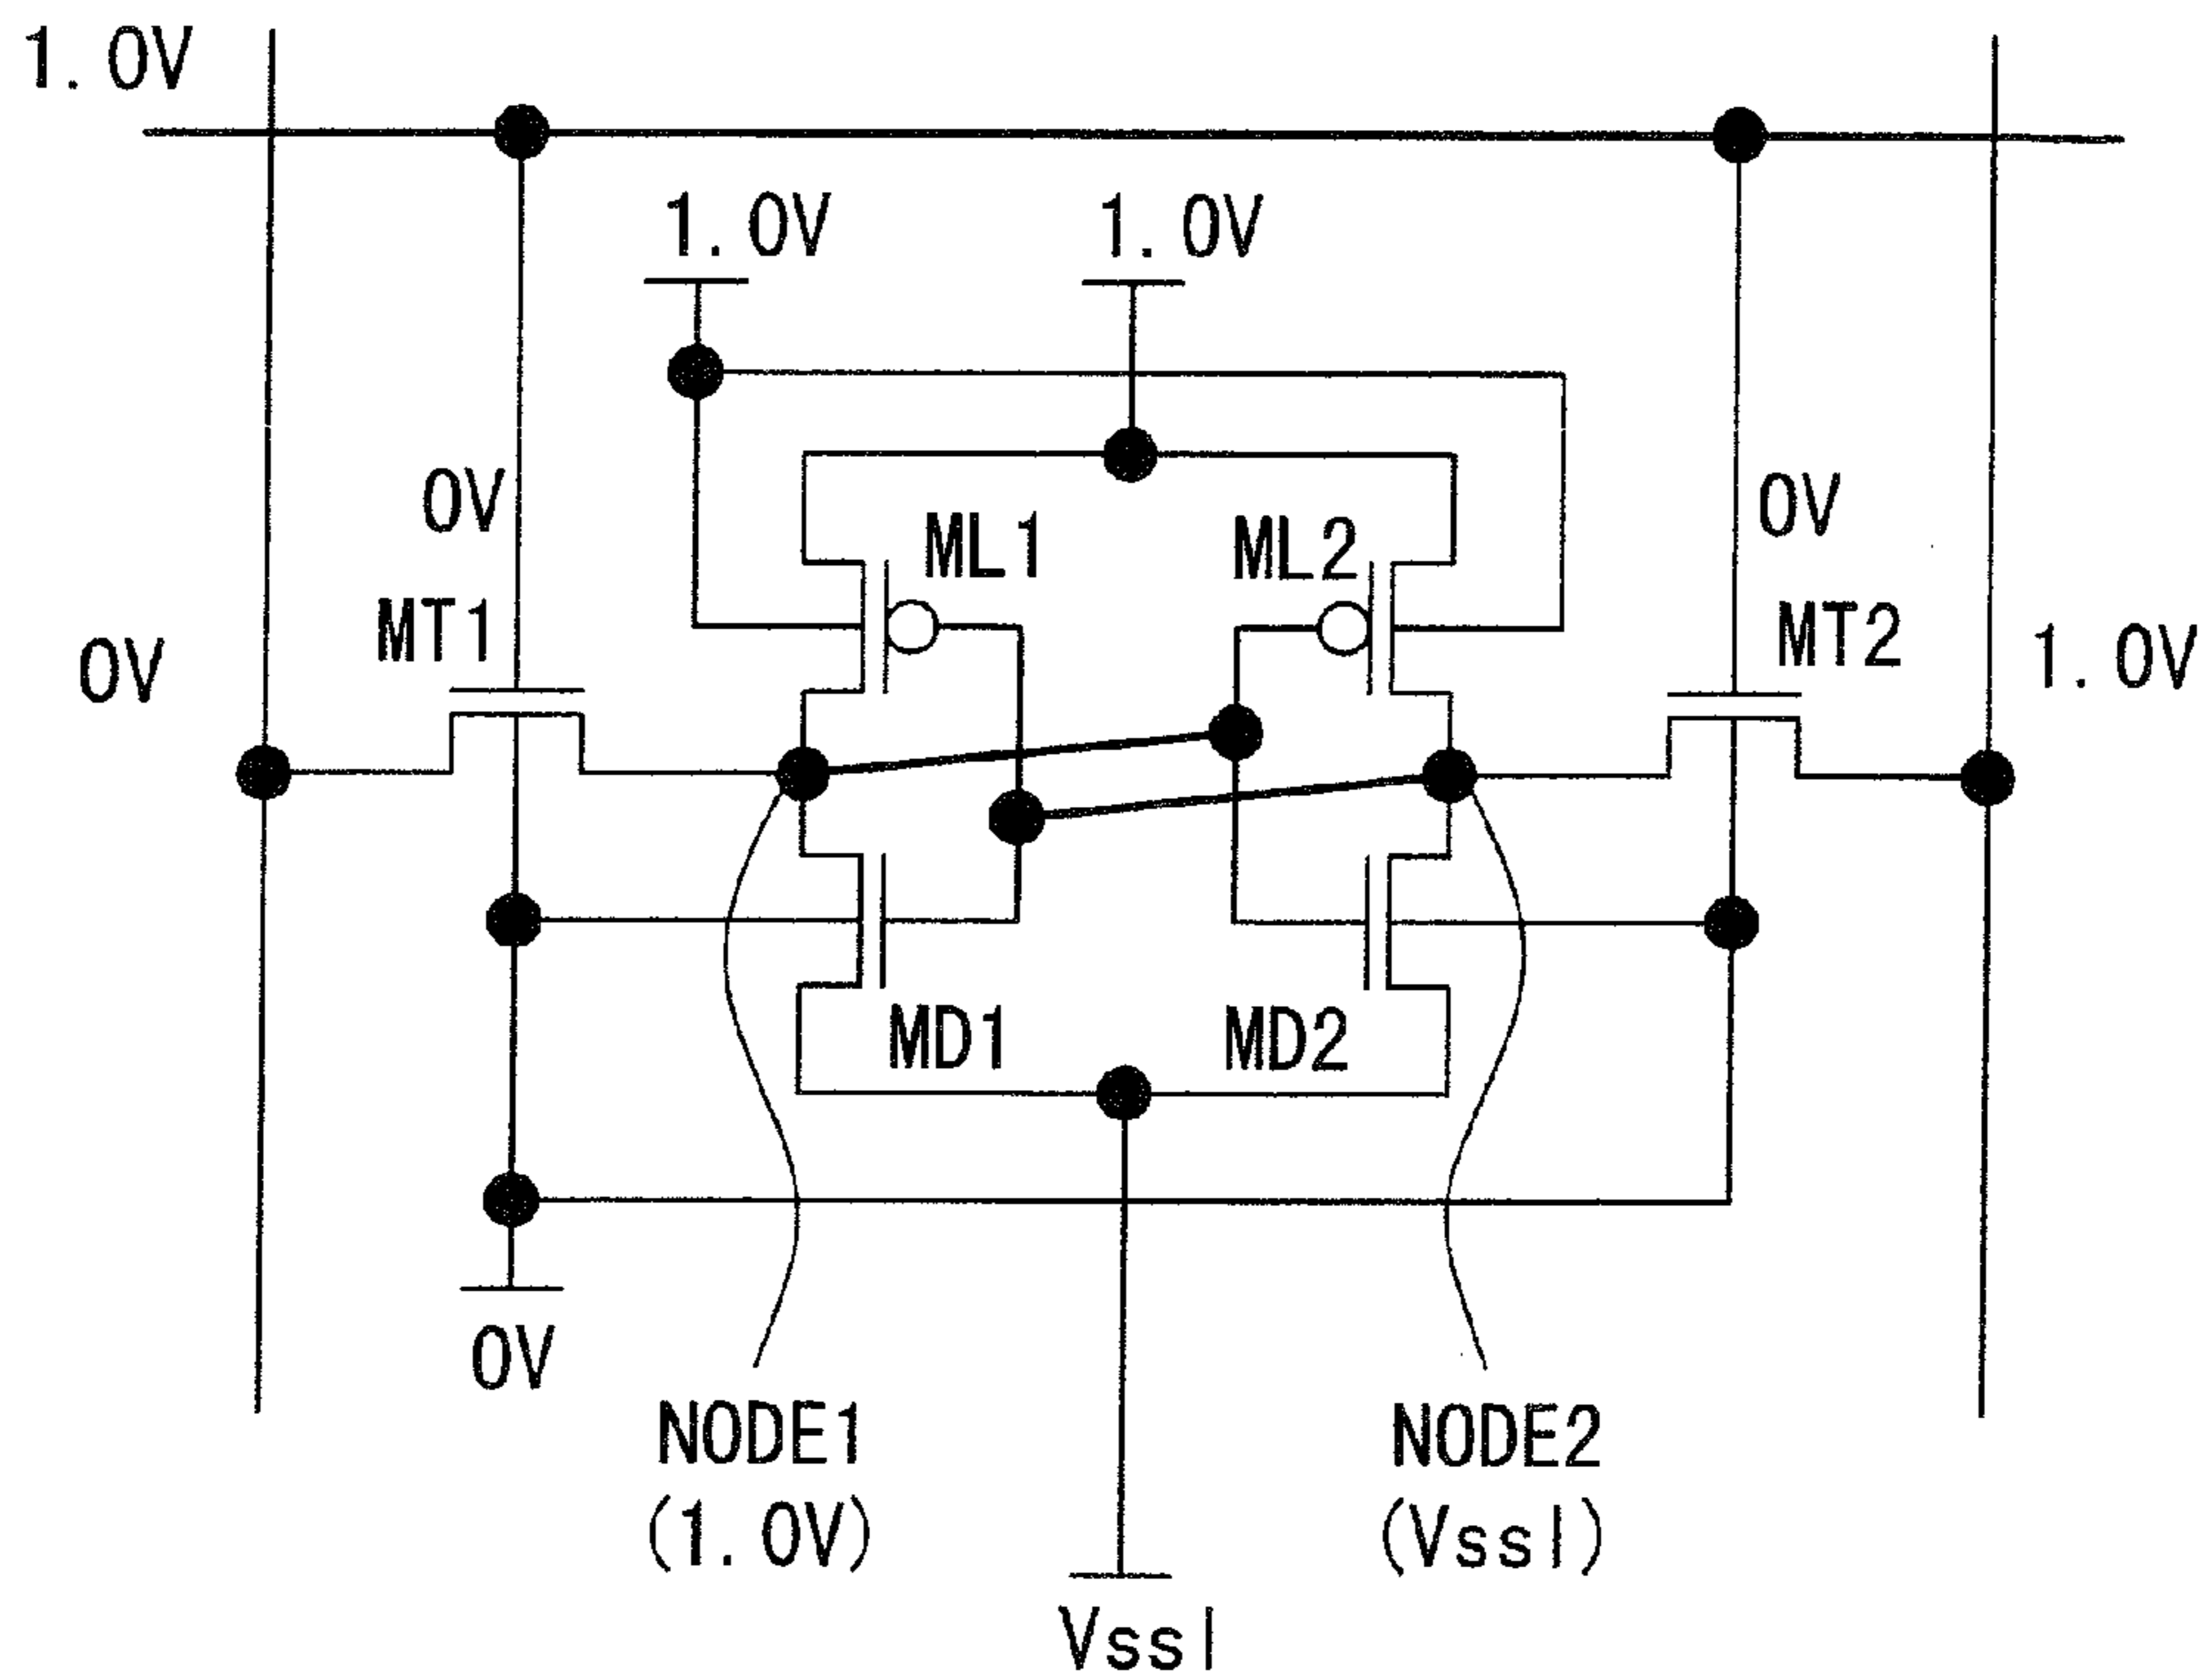 1.0V
1.0V
1.0V
0V
0V
ML1
ML2
MT1
MT2
0V
1.0V
MD1
MD2
0V
NODE1
NODE2
(1.0V)
(Vssl)
Vssl